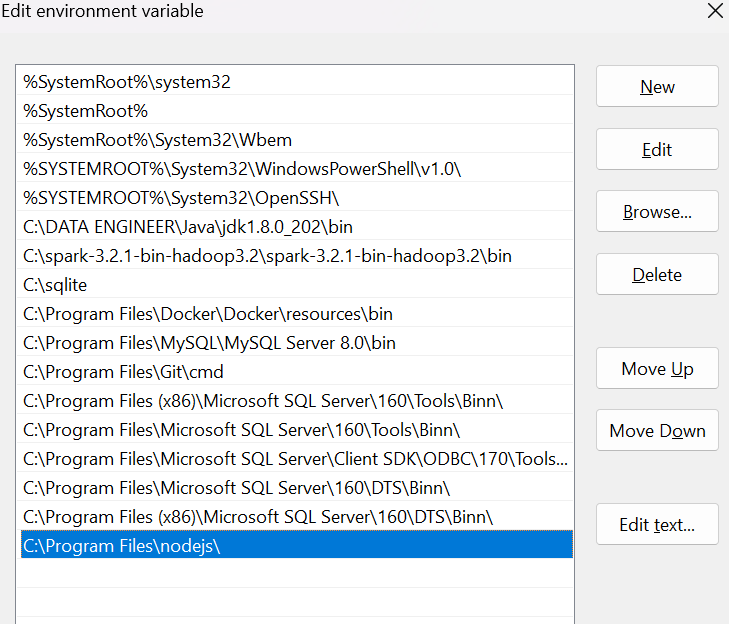 Edit environment variable
%SystemRoot%\system32
%SystemRoot%
%SystemRoot%\System32\Wbem
%SYSTEMROOT%\System32\WindowsPowerShell\v1.0\
%SYSTEMROOT%\System32\OpenSSH\
C:\DATA ENGINEER\Java\jdk1.8.0_202\bin
C:\spark-3.2.1-bin-hadoop3.2\spark-3.2.1-bin-hadoop3.2\bin
C:\sqlite
C:\Program Files\Docker\Docker\resources\bin
C:\Program Files\MySQL\MySQL Server 8.0\bin
C:\Program Files\Git\cmd
C:\Program Files (x86)\Microsoft SQL Server\160\Tools\Binn\
C:\Program Files\Microsoft SQL Server\160\Tools\Binn\
C:\Program Files\Microsoft SQL Server\Client SDK\ODBC\170\Tools...
C:\Program Files\Microsoft SQL Server\160\DTS\Binn\
C:\Program Files (x86)\Microsoft SQL Server\160\DTS\Binn\
C:\Program Files\nodejs\
New
Edit
Browse...
Delete
Move Up
Move Down
Edit text...